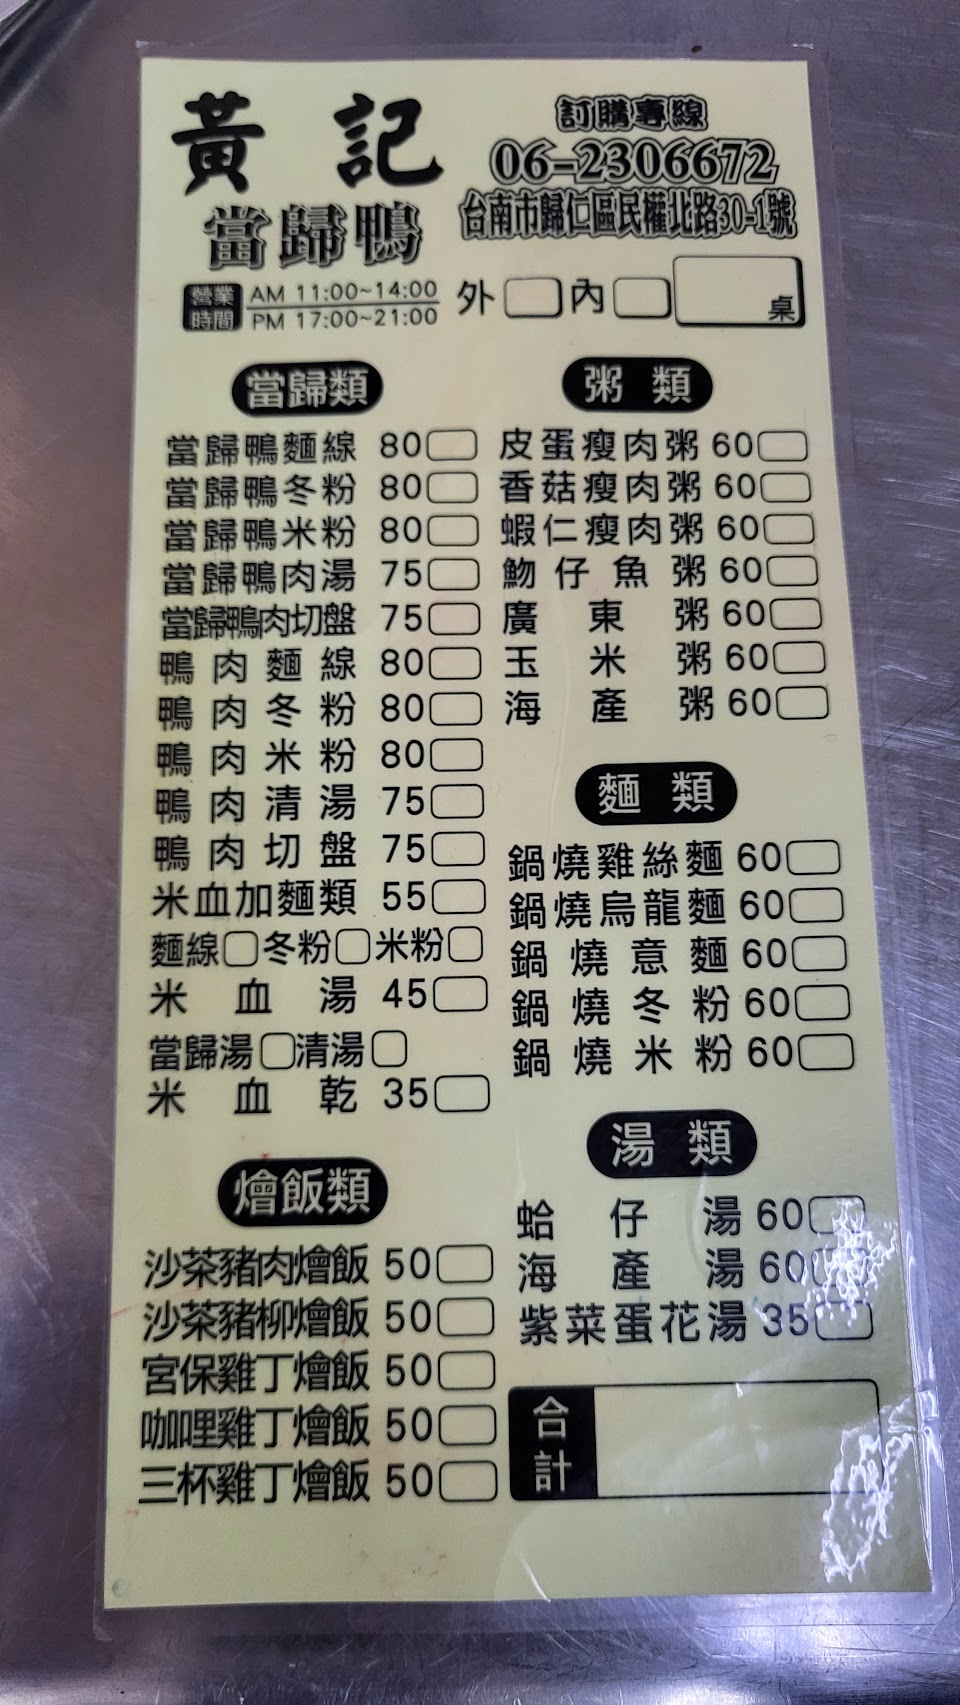 黃記
當歸鴨
訂購專線
06-2306672
台南市歸仁區民權北路30-1號
營業時間
AM 11:00~14:00
PM 17:00~21:00
外 內 桌
當歸類
當歸鴨麵線 80
當歸鴨冬粉 80
當歸鴨米粉 80
當歸鴨肉湯 75
當歸鴨肉切盤 75
鴨肉麵線 80
鴨肉冬粉 80
鴨肉米粉 80
鴨肉清湯 75
鴨肉切盤 75
米血加麵類 55
麵線 冬粉 米粉
米血湯 45
當歸湯 清湯
米血乾 35
燴飯類
沙茶豬肉燴飯 50
沙茶豬柳燴飯 50
宮保雞丁燴飯 50
咖哩雞丁燴飯 50
三杯雞丁燴飯 50
粥類
皮蛋瘦肉粥 60
香菇瘦肉粥 60
蝦仁瘦肉粥 60
魩仔魚粥 60
廣東粥 60
玉米粥 60
海產粥 60
麵類
鍋燒雞絲麵 60
鍋燒烏龍麵 60
鍋燒意麵 60
鍋燒冬粉 60
鍋燒米粉 60
湯類
蛤仔湯 60
海產湯 60
紫菜蛋花湯 35
合計